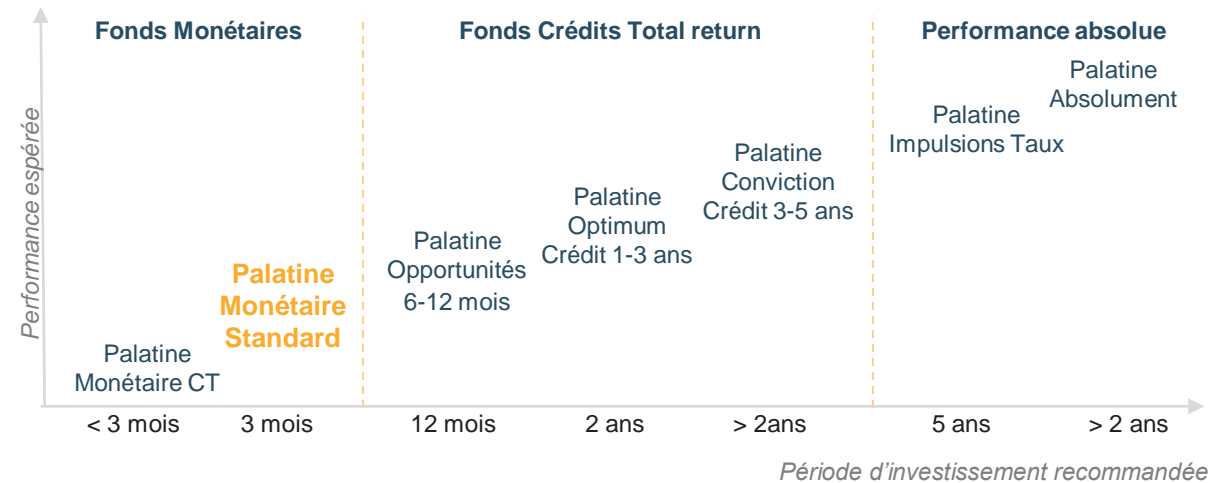 Fonds Monétaires
Fonds Crédits Total return
Performance absolue
Performance espérée
Palatine
Monétaire CT
Palatine
Monétaire
Standard
Palatine
Opportunités
6-12 mois
Palatine
Optimum
Crédit 1-3 ans
Palatine
Conviction
Crédit 3-5 ans
Palatine
Impulsions Taux
Palatine
Absolument
< 3 mois
3 mois
12 mois
2 ans
> 2ans
5 ans
> 2 ans
Période d’investissement recommandée